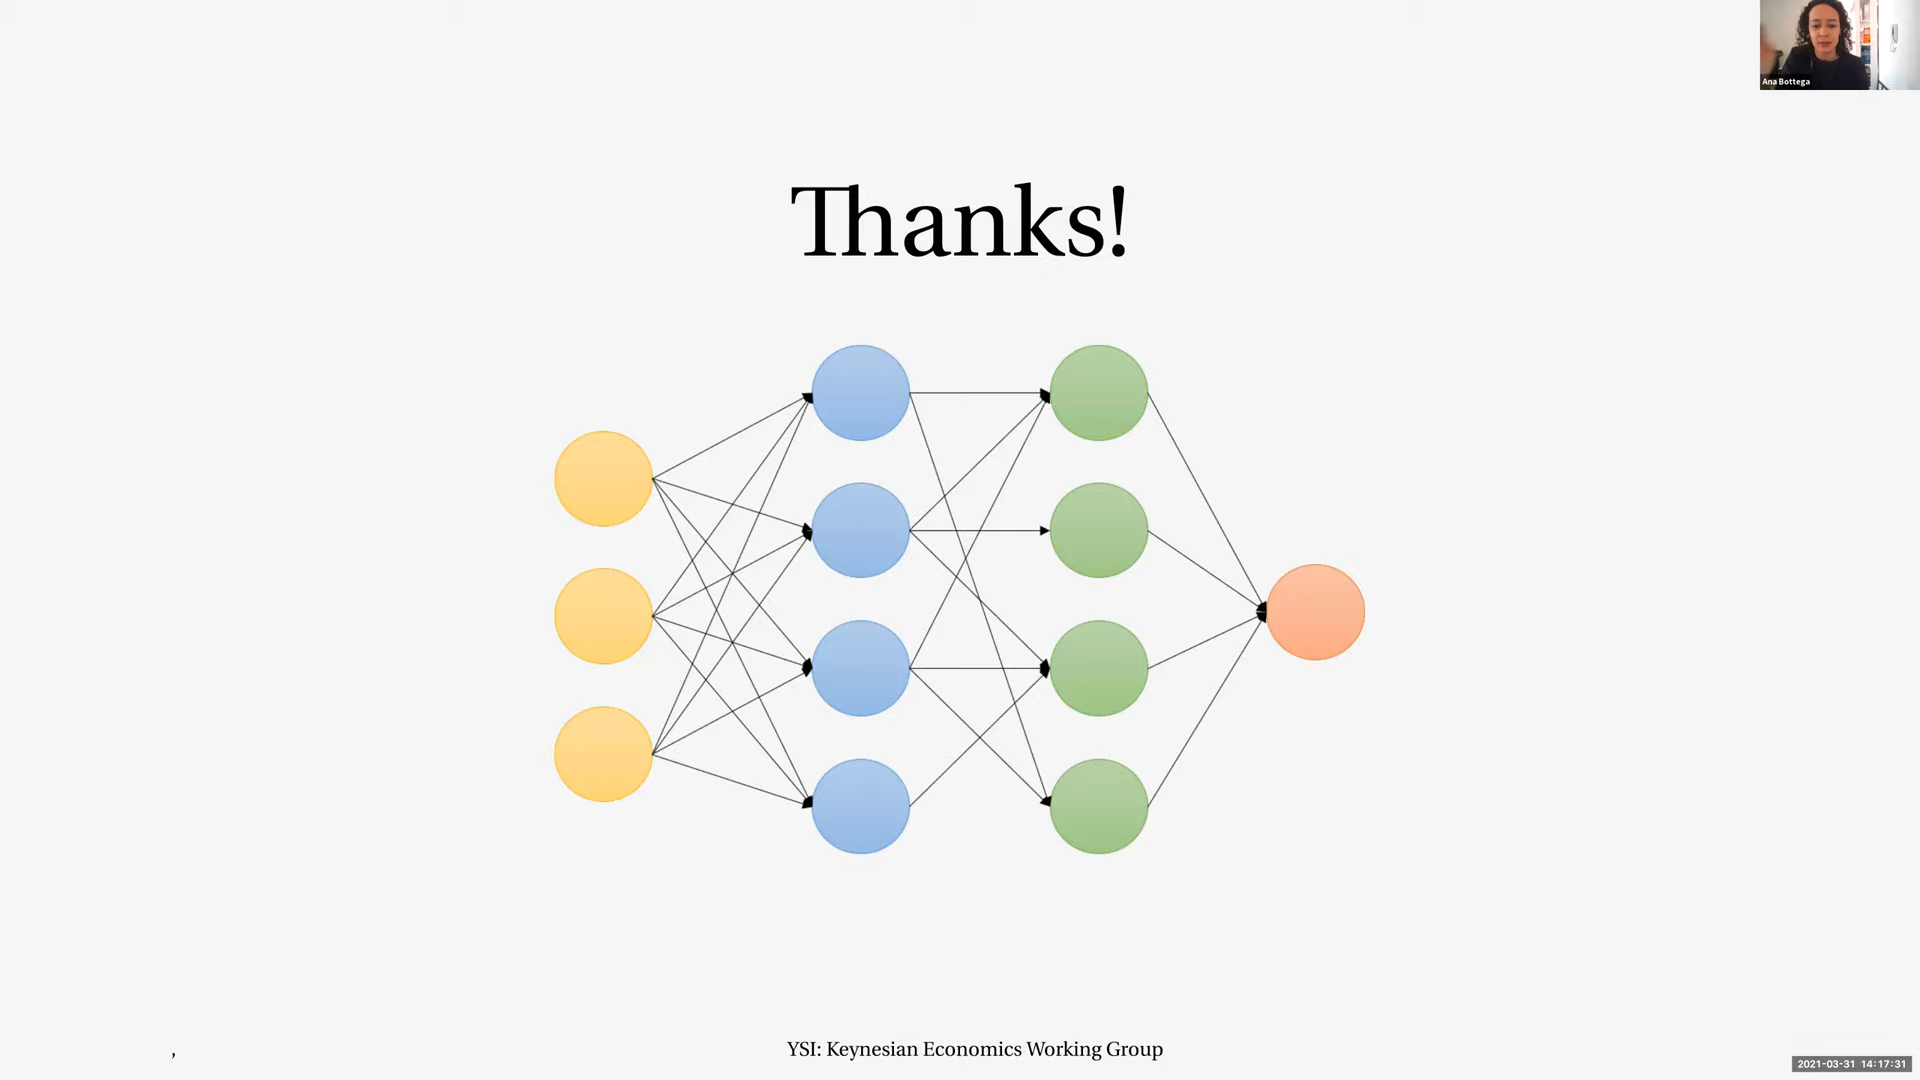 Ana Bottega
Thanks!
,
YSI: Keynesian Economics Working Group
2021-03-31 14:17:31